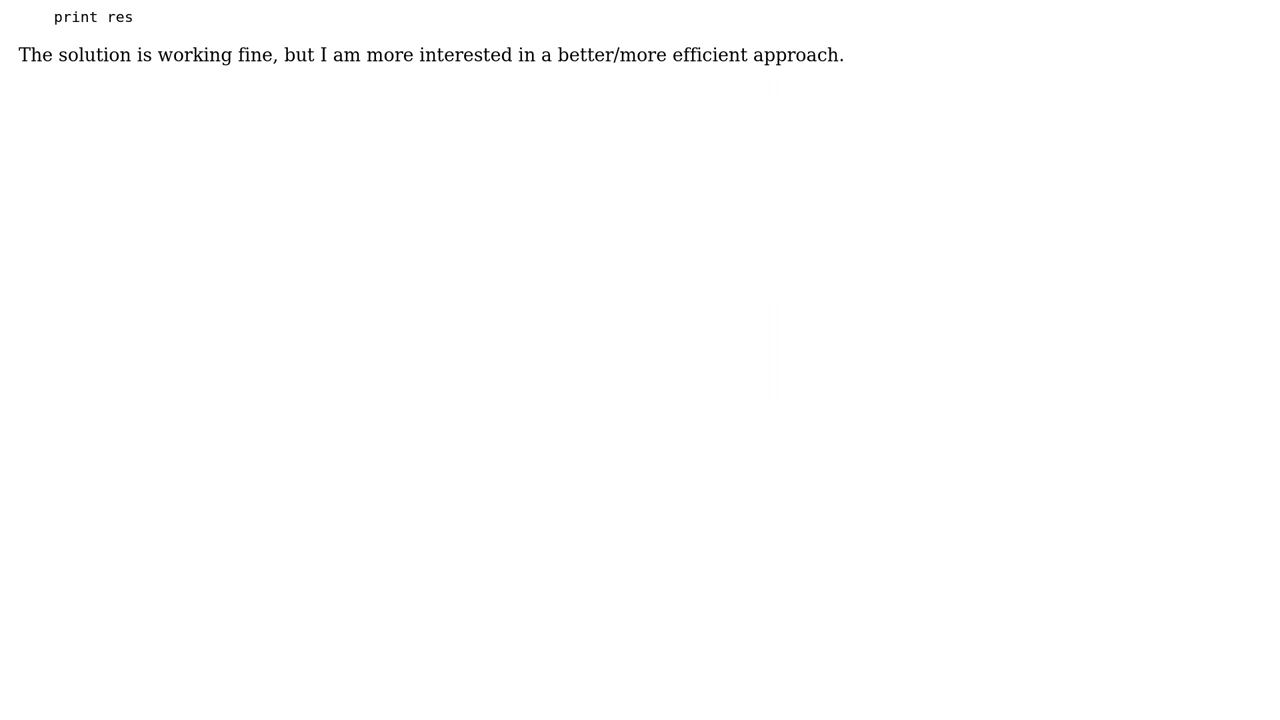 print res
The solution is working fine, but I am more interested in a better/more efficient approach.